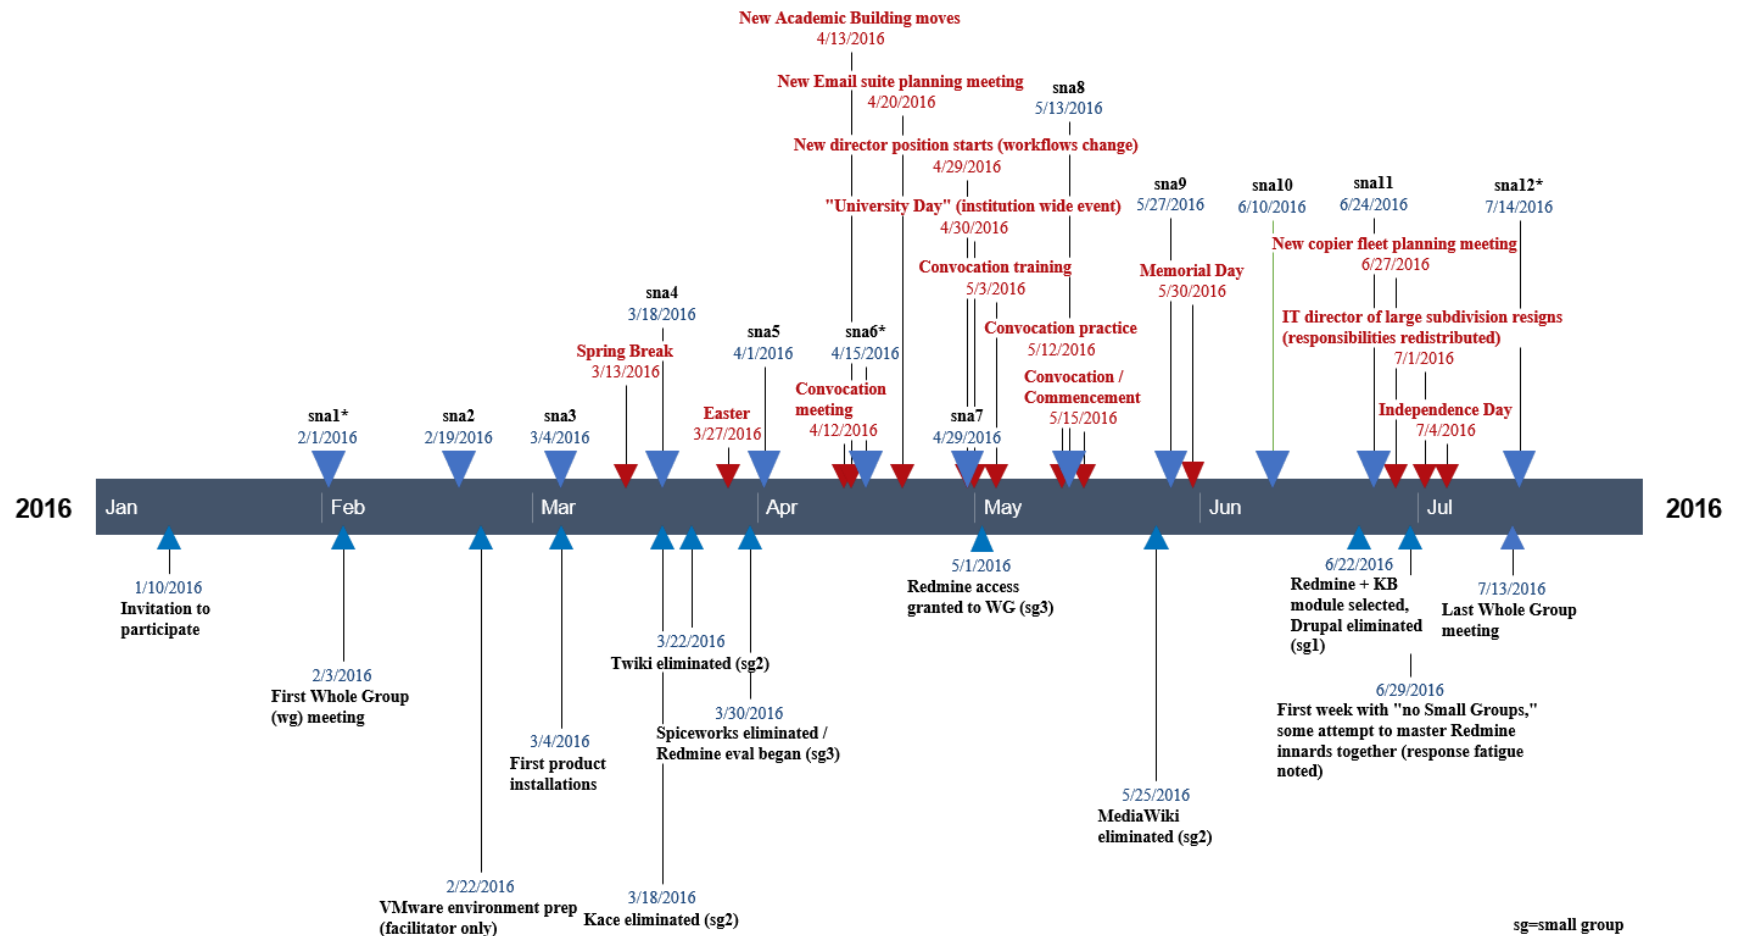 New Academic Building moves
4/13/2016
New Email suite planning meeting
4/20/2016
sna8
5/13/2016
New director position starts (workflows change)
4/29/2016
"University Day" (institution wide event)
4/30/2016
sna9
5/27/2016
sna10
6/10/2016
sna11
6/24/2016
sna12*
7/14/2016
New copier fleet planning meeting
6/27/2016
Convocation training
5/3/2016
Memorial Day
5/30/2016
sna4
3/18/2016
IT director of large subdivision resigns
(responsibilities redistributed)
7/1/2016
Convocation practice
5/12/2016
sna5
4/1/2016
sna6*
4/15/2016
Spring Break
3/13/2016
Convocation /
Commencement
5/15/2016
Convocation
meeting
4/12/2016
Easter
3/27/2016
Independence Day
7/4/2016
sna1*
2/1/2016
sna2
2/19/2016
sna3
3/4/2016
sna7
4/29/2016
2016
Jan
Feb
Mar
Apr
May
Jun
Jul
2016
1/10/2016
Invitation to
participate
2/3/2016
First Whole Group
(wg) meeting
2/22/2016
VMware environment prep
(facilitator only)
3/4/2016
First product
installations
3/18/2016
Kace eliminated (sg2)
3/22/2016
Twiki eliminated (sg2)
3/30/2016
Spiceworks eliminated /
Redmine eval began (sg3)
5/1/2016
Redmine access
granted to WG (sg3)
5/25/2016
MediaWiki
eliminated (sg2)
6/22/2016
Redmine + KB
module selected,
Drupal eliminated
(sg1)
6/29/2016
First week with "no Small Groups,"
some attempt to master Redmine
innards together (response fatigue
noted)
7/13/2016
Last Whole Group
meeting
sg=small group